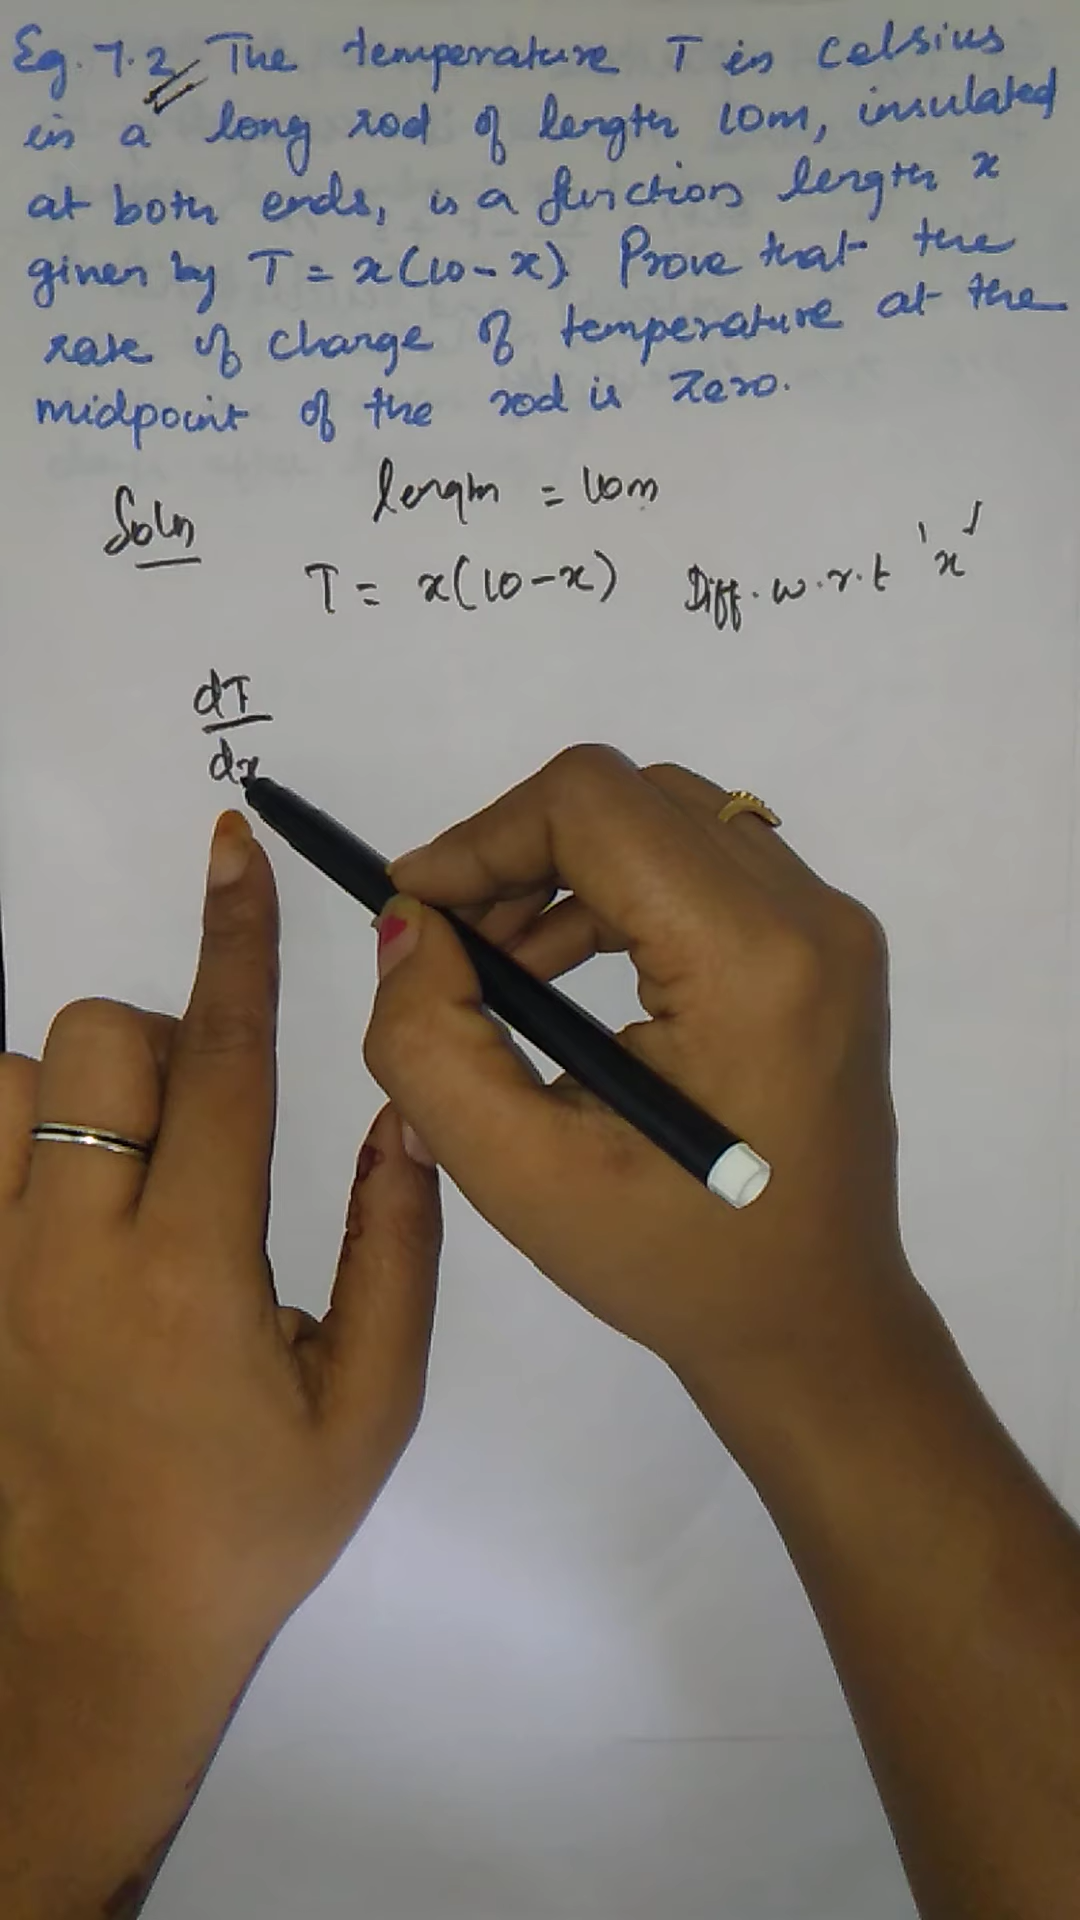 Eg. 7.2 The temperature T in celsius
in a long rod of length 10m, insulated
at both ends, is a function length x
given by T = x(10-x). Prove that the
rate of change of temperature at the
midpoint of the rod is zero.
Soln length = 10m
T = x(10-x) Diff. w.r.t 'x'
dT
dx